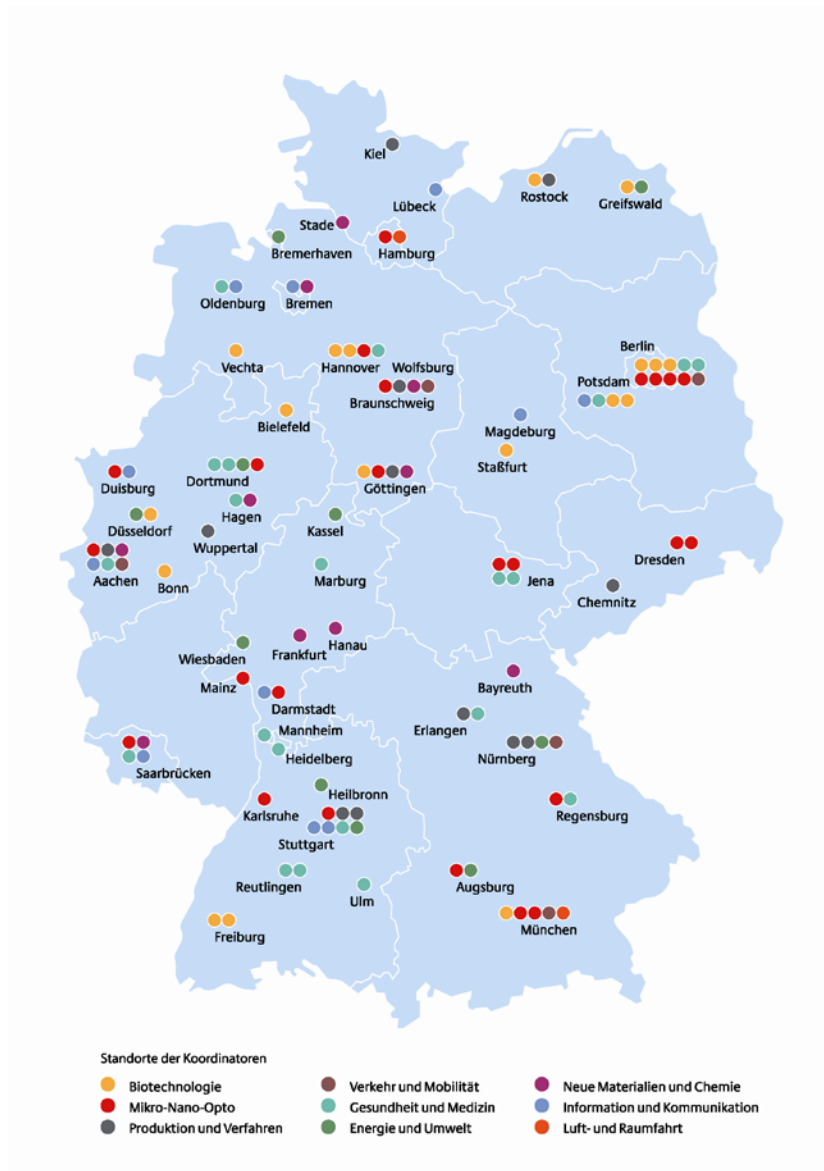 Kiel
Lübeck
Rostock
Greifswald
Stade
Bremerhaven
Hamburg
Oldenburg
Bremen
Vechta
Hannover
Wolfsburg
Braunschweig
Berlin
Potsdam
Bielefeld
Magdeburg
Staßfurt
Duisburg
Dortmund
Göttingen
Hagen
Düsseldorf
Wuppertal
Kassel
Aachen
Bonn
Marburg
Jena
Dresden
Chemnitz
Wiesbaden
Frankfurt
Hanau
Mainz
Darmstadt
Bayreuth
Mannheim
Erlangen
Heidelberg
Nürnberg
Saarbrücken
Heilbronn
Karlsruhe
Regensburg
Stuttgart
Reutlingen
Augsburg
Ulm
Freiburg
München
Standorte der Koordinatoren
Biotechnologie
Verkehr und Mobilität
Neue Materialien und Chemie
Mikro-Nano-Opto
Gesundheit und Medizin
Information und Kommunikation
Produktion und Verfahren
Energie und Umwelt
Luft- und Raumfahrt